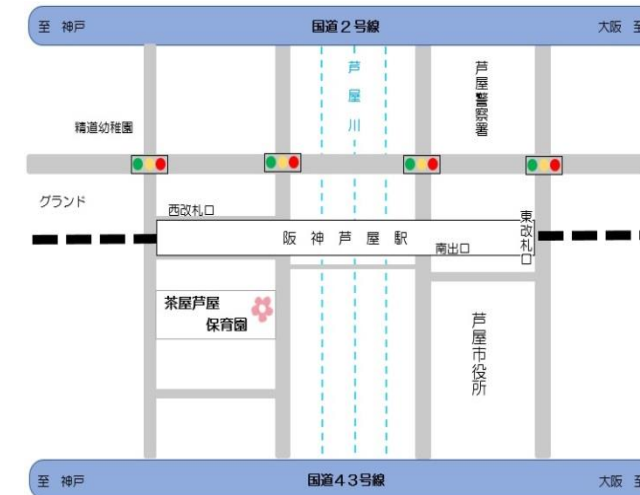 至 神戸
国道2号線
大阪 至
芦屋川
芦屋警察署
精道幼稚園
グランド
西改札口
阪神芦屋駅
南出口
東改札口
茶屋芦屋
保育園
芦屋市役所
至 神戸
国道43号線
大阪 至